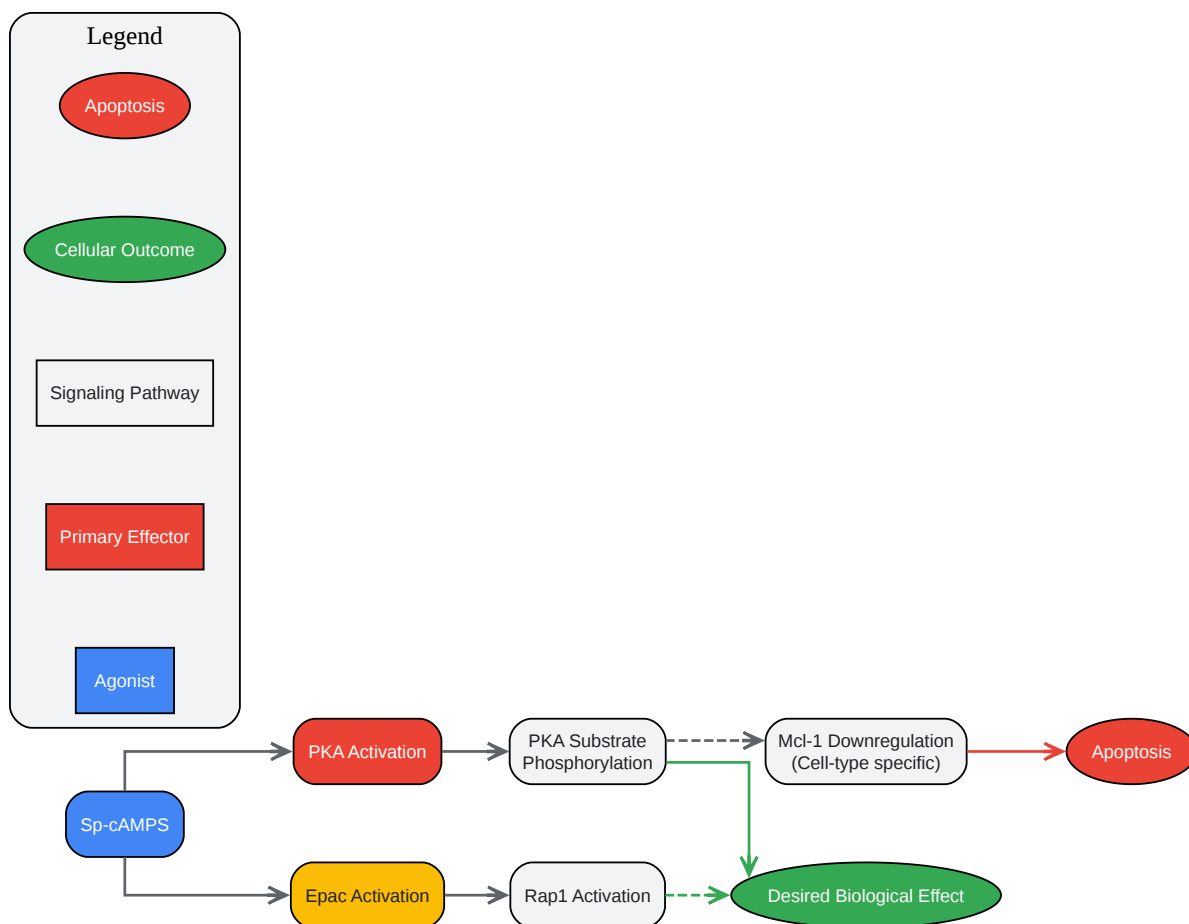 Legend
Apoptosis
Cellular Outcome
Signaling Pathway
Primary Effector
Agonist
PKA Activation
PKA Substrate
Phosphorylation
Mcl-1 Downregulation
(Cell-type specific)
Apoptosis
Sp-cAMPS
Epac Activation
Rap1 Activation
Desired Biological Effect